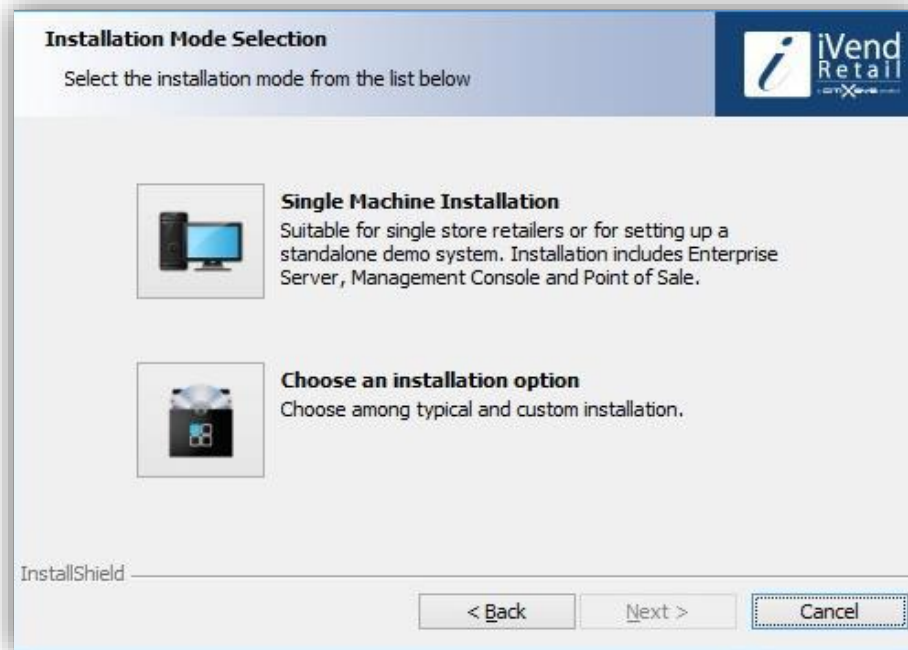 Installation Mode Selection
Select the installation mode from the list below
iVend
Retail
Single Machine Installation
Suitable for single store retailers or for setting up a
standalone demo system. Installation includes Enterprise
Server, Management Console and Point of Sale.
Choose an installation option
Choose among typical and custom installation.
InstallShield
< Back
Next >
Cancel